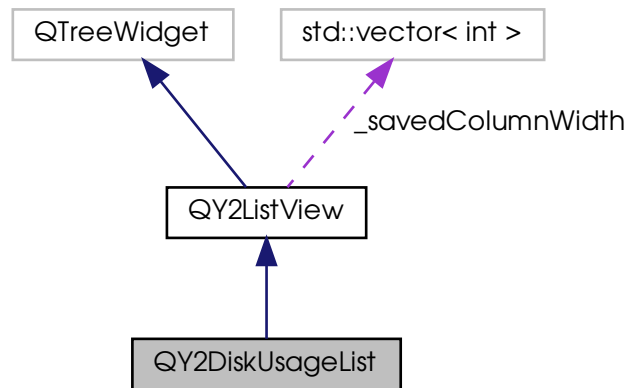 QTreeWidget
std::vector< int >
_savedColumnWidth
QY2ListView
QY2DiskUsageList